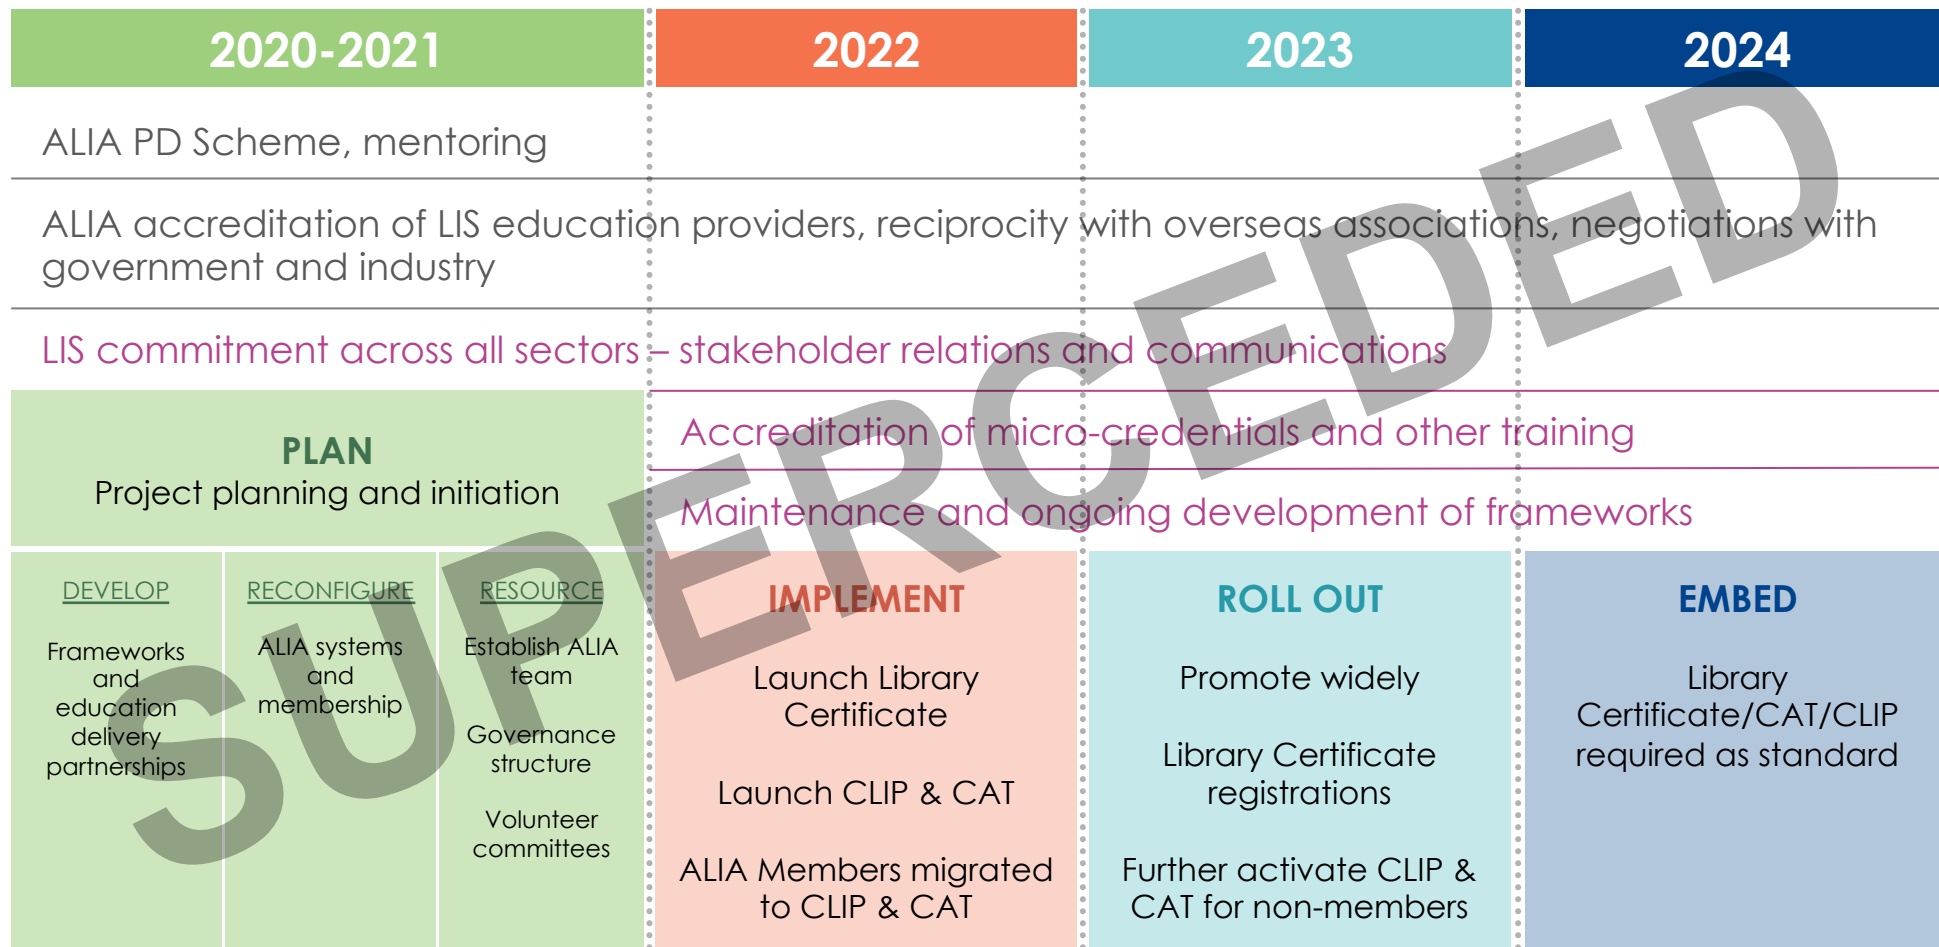 2020-2021
2022
2023
2024
ALIA PD Scheme, mentoring
ALIA accreditation of LIS education providers, reciprocity with overseas associations, negotiations with
government and industry
LIS commitment across all sectors – stakeholder relations and communications
PLAN
Project planning and initiation
Accreditation of micro-credentials and other training
Maintenance and ongoing development of frameworks
DEVELOP
Frameworks
and
education
delivery
partnerships
RECONFIGURE
ALIA systems
and
membership
RESOURCE
Establish ALIA
team
Governance
structure
Volunteer
committees
IMPLEMENT
Launch Library
Certificate
Launch CLIP & CAT
ALIA Members migrated
to CLIP & CAT
ROLL OUT
Promote widely
Library Certificate
registrations
Further activate CLIP &
CAT for non-members
EMBED
Library
Certificate/CAT/CLIP
required as standard
SUPERCEDED